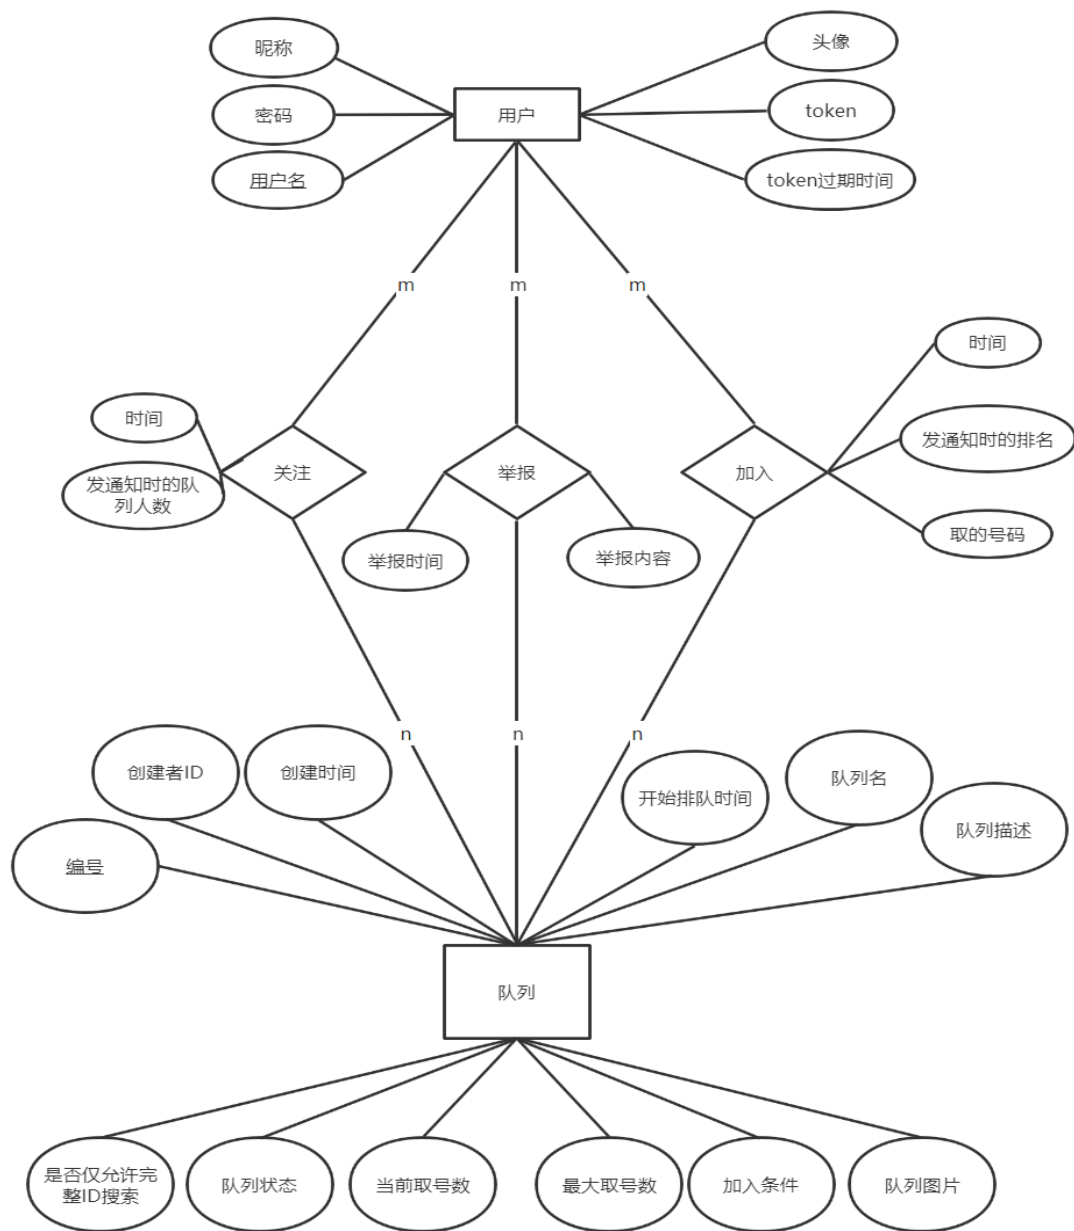 昵称
头像
密码
用户
token
用户名
token过期时间
m
m
m
时间
时间
发通知时的排名
关注
举报
加入
发通知时的队
列人数
取的号码
举报时间
举报内容
n
n
n
创建者ID
创建时间
开始排队时间
队列名
队列描述
编号
队列
是否仅允许完
整ID搜索
队列状态
当前取号数
最大取号数
加入条件
队列图片